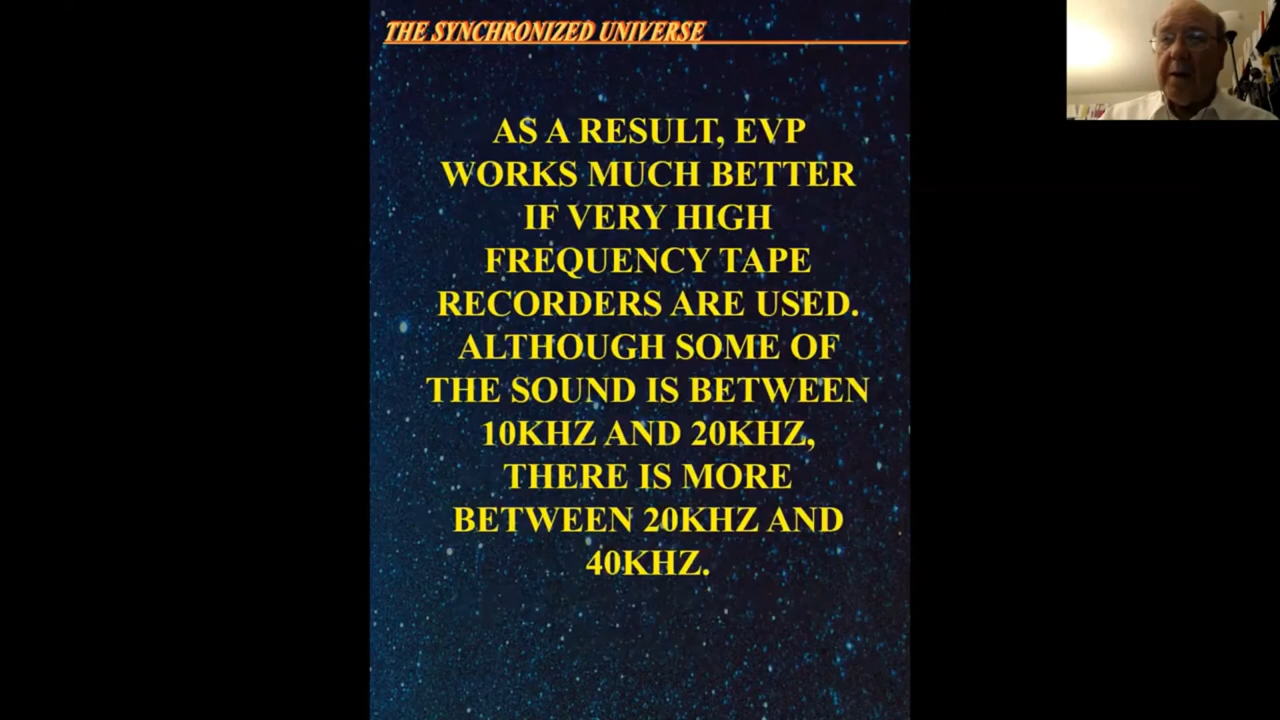 THE SYNCHRONIZED UNIVERSE
AS A RESULT, EVP
WORKS MUCH BETTER
IF VERY HIGH
FREQUENCY TAPE
RECORDERS ARE USED.
ALTHOUGH SOME OF
THE SOUND IS BETWEEN
10KHZ AND 20KHZ,
THERE IS MORE
BETWEEN 20KHZ AND
40KHZ.